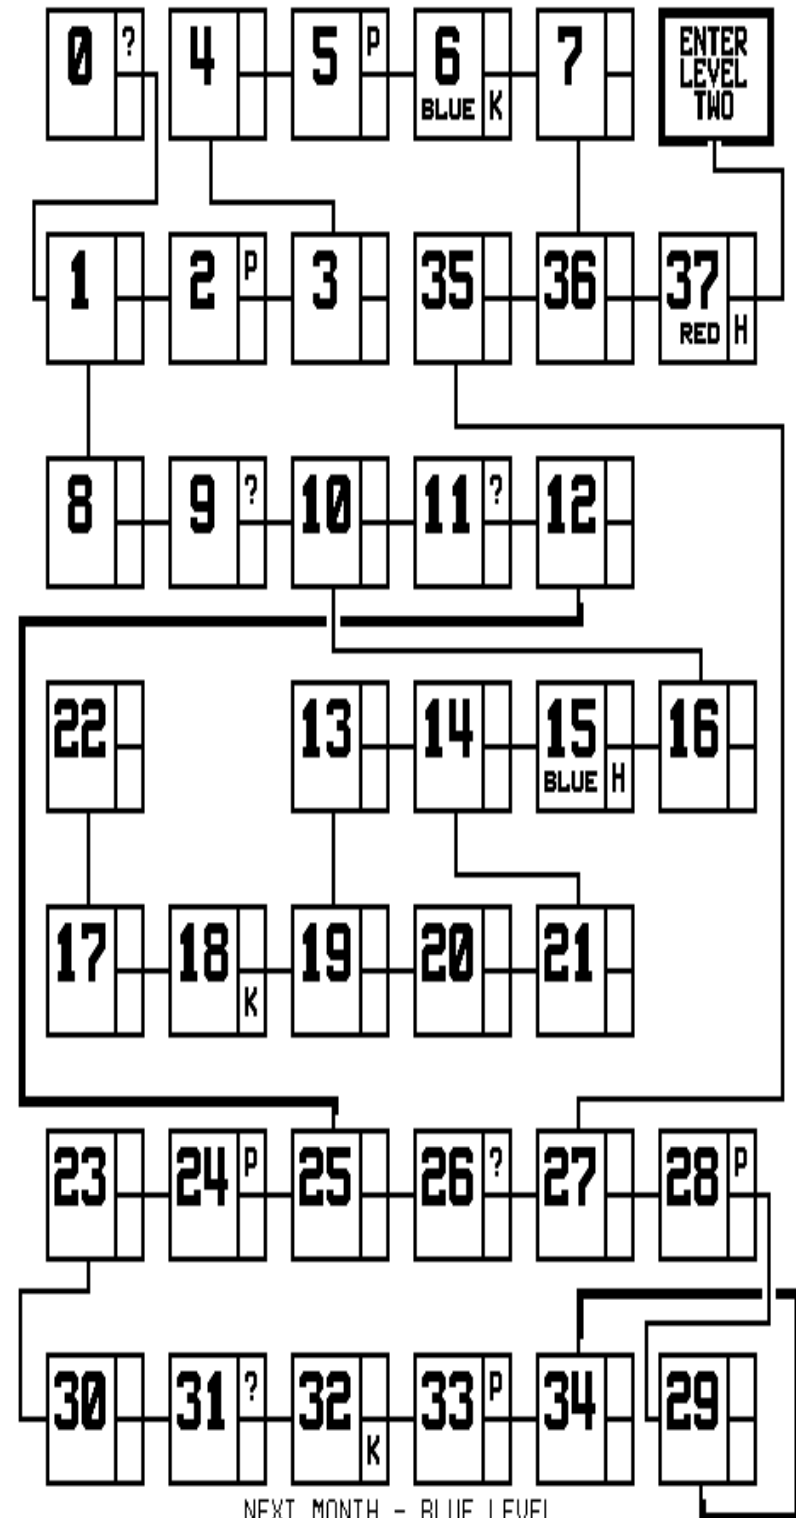 0 ? 4 5 P 6 7 ENTER
LEVEL
TWO
BLUE K
1 2 P 3 35 36 37
RED H
8 9 ? 10 11 ? 12
22 13 14 15 16
BLUE H
17 18 19 20 21
K
23 24 P 25 26 ? 27 28 P
30 31 ? 32 33 P 34 29
K
NEXT MONTH - BLUE LEVEL